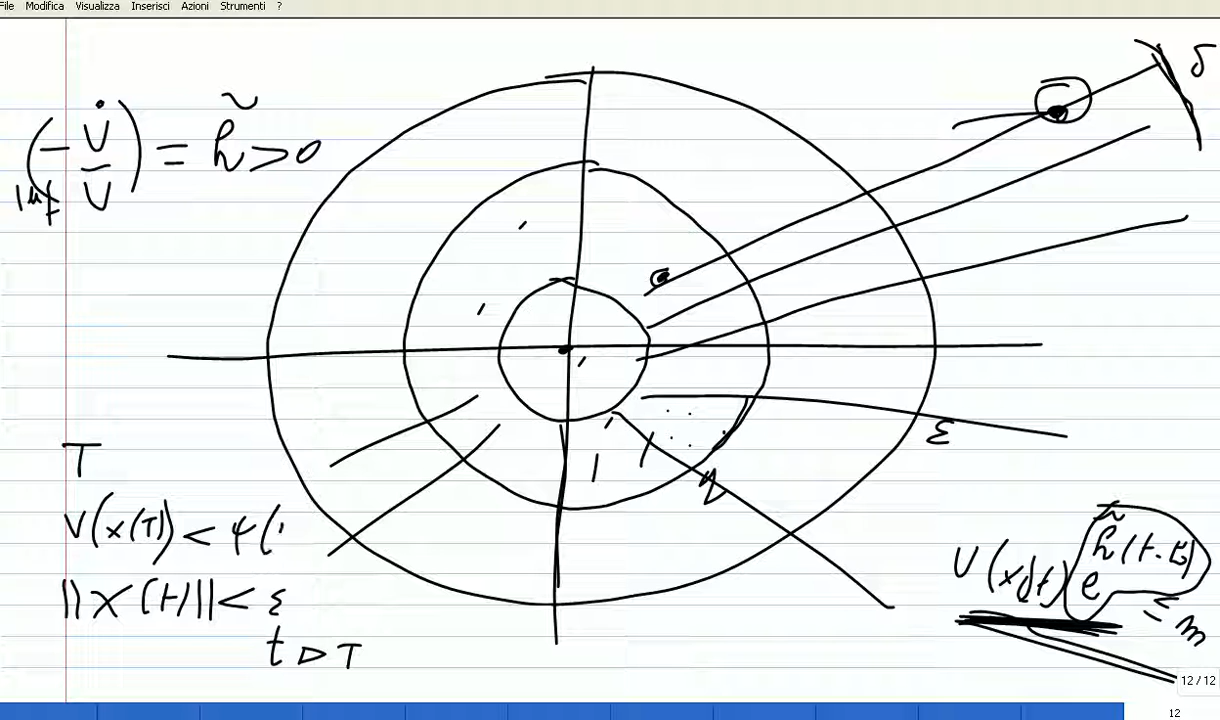 File Modifica Visualizza Inserisci Azioni Strumenti ?
δ
(- V̇/V) = h̃ > 0
Inf
ε
T
V(x(T)) < ψ(
||x(t)|| < ε
t ≥ T
η
V(x(t)) e^h̃(t-t0) ≤ m
12 / 12
12